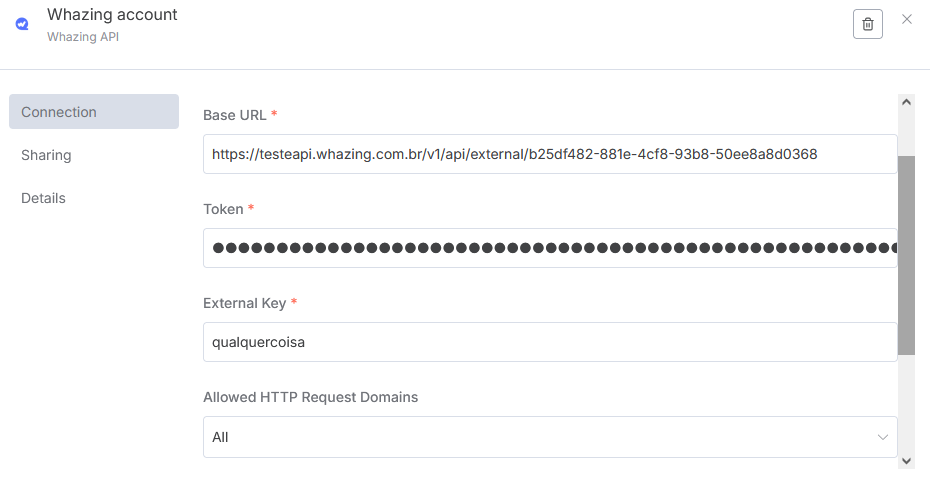 Whazing account
Whazing API
Connection
Sharing
Details
Base URL *
https://testeapi.whazing.com.br/v1/api/external/b25df482-881e-4cf8-93b8-50ee8a8d0368
Token *
External Key *
qualquercoisa
Allowed HTTP Request Domains
All